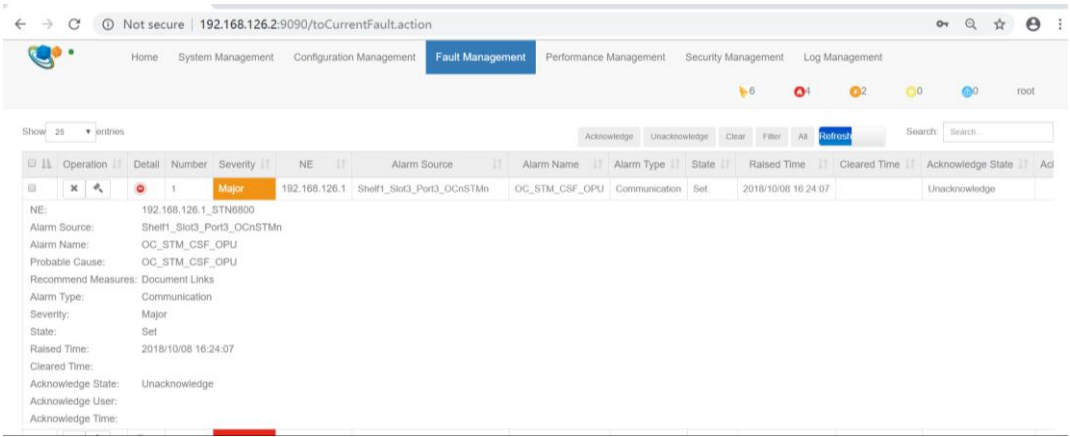 Not secure | 192.168.126.2:9090/toCurrentFault.action
Home System Management Configuration Management Fault Management Performance Management Security Management Log Management
6 4 2 0 0 root
Show 25 entries Acknowledge Unacknowledge Clear Filter All Refresh Search: Search...
Operation Detail Number Severity NE Alarm Source Alarm Name Alarm Type State Raised Time Cleared Time Acknowledge State Ack
1 Major 192.168.126.1 Shelf1_Slot3_Port3_OCnSTMn OC_STM_CSF_OPU Communication Set 2018/10/08 16:24:07 Unacknowledge
NE: 192.168.126.1_STN6800
Alarm Source: Shelf1_Slot3_Port3_OCnSTMn
Alarm Name: OC_STM_CSF_OPU
Probable Cause: OC_STM_CSF_OPU
Recommend Measures: Document Links
Alarm Type: Communication
Severity: Major
State: Set
Raised Time: 2018/10/08 16:24:07
Cleared Time:
Acknowledge State: Unacknowledge
Acknowledge User:
Acknowledge Time: